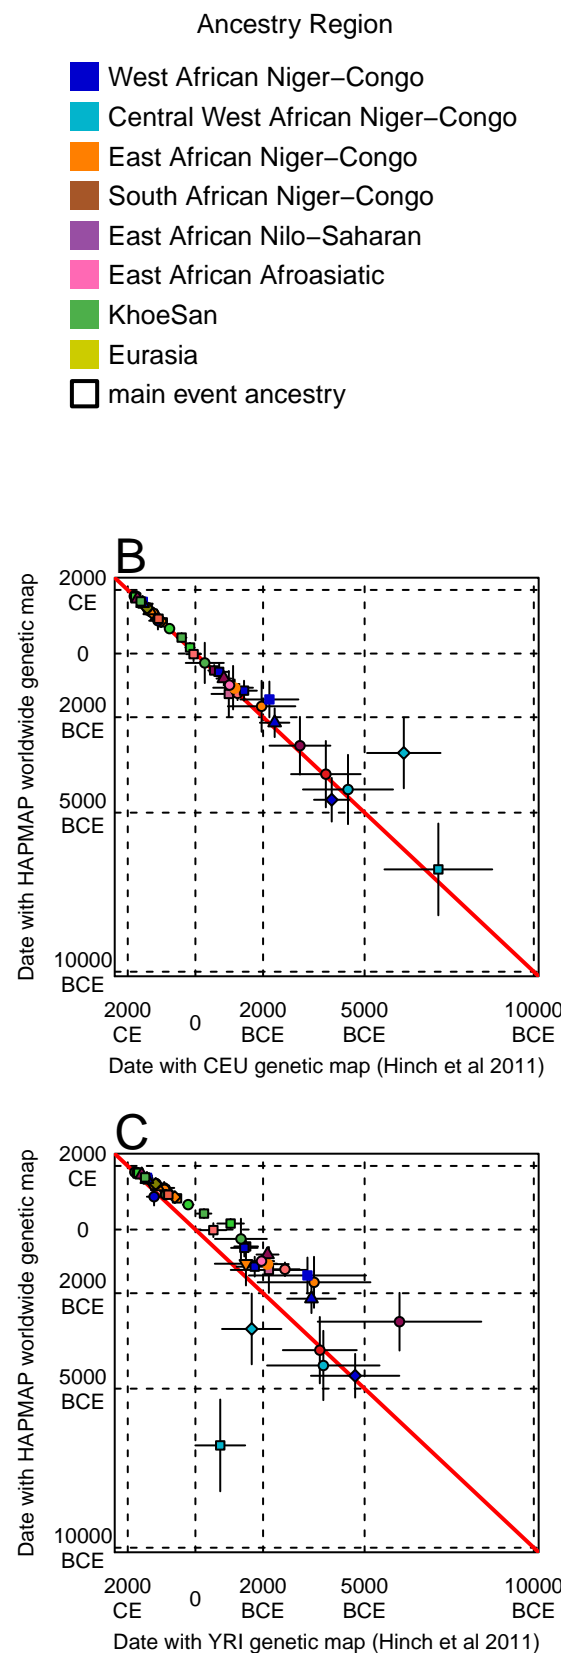 Ancestry Region
West African Niger−Congo
Central West African Niger−Congo
East African Niger−Congo
South African Niger−Congo
East African Nilo−Saharan
East African Afroasiatic
KhoeSan
Eurasia
main event ancestry
B
Date with HAPMAP worldwide genetic map
2000
CE
0
2000
BCE
5000
BCE
10000
BCE
2000 0 2000 5000 10000
CE BCE BCE BCE
Date with CEU genetic map (Hinch et al 2011)
C
Date with HAPMAP worldwide genetic map
2000
CE
0
2000
BCE
5000
BCE
10000
BCE
2000 0 2000 5000 10000
CE BCE BCE BCE
Date with YRI genetic map (Hinch et al 2011)